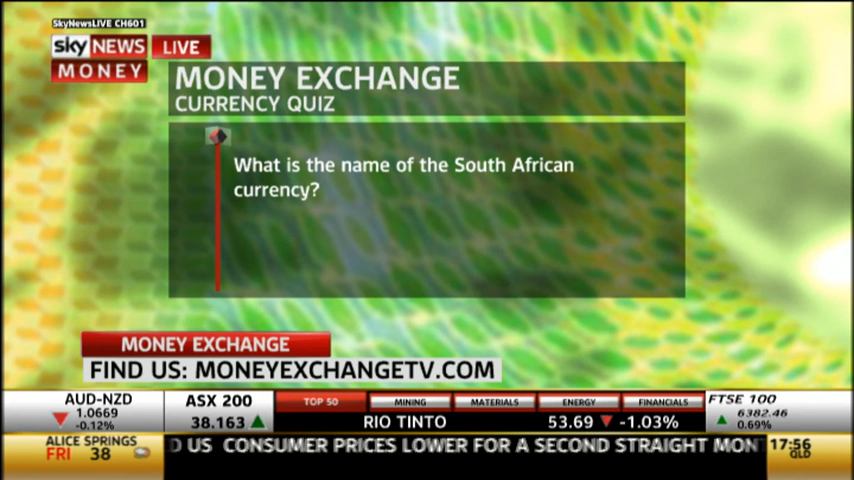 SkyNewsLIVE CH601
sky NEWS LIVE
MONEY
MONEY EXCHANGE
CURRENCY QUIZ
What is the name of the South African
currency?
MONEY EXCHANGE
FIND US: MONEYEXCHANGETV.COM
AUD-NZD
1.0669
-0.12%
ASX 200
38.163
TOP 50 MINING MATERIALS ENERGY FINANCIALS
RIO TINTO 53.69 -1.03%
FTSE 100
6382.46
0.69%
ALICE SPRINGS
FRI 38
D US CONSUMER PRICES LOWER FOR A SECOND STRAIGHT MON
17:56
QLD